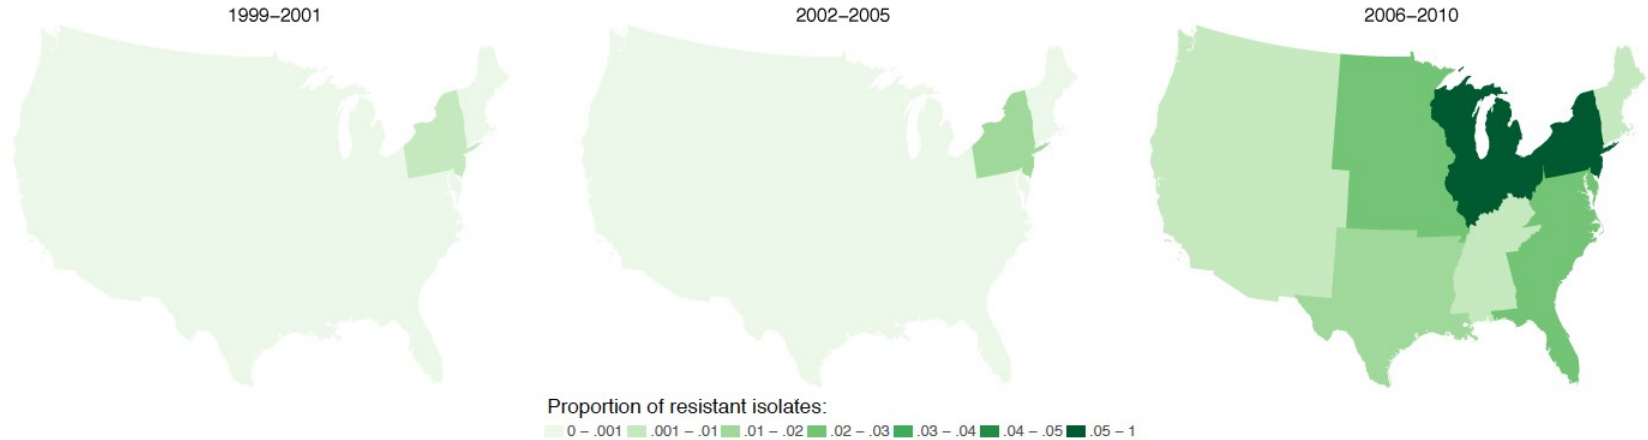 1999–2001
2002–2005
2006–2010
Proportion of resistant isolates:
0 – .001 .001 – .01 .01 – .02 .02 – .03 .03 – .04 .04 – .05 .05 – 1